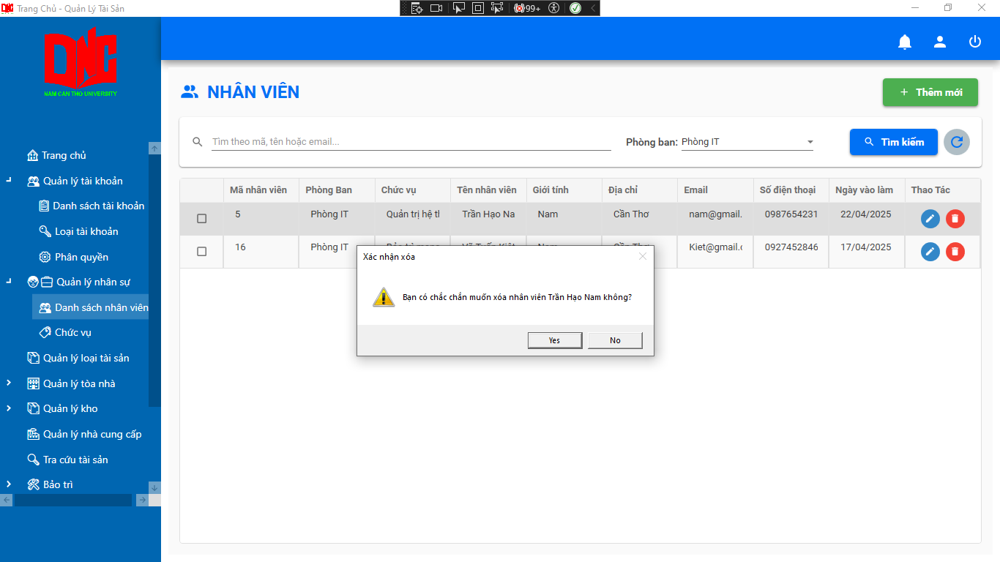 Trang Chủ - Quản Lý Tài Sản
99+
DNC
NAM CAN THO UNIVERSITY
Trang chủ
Quản lý tài khoản
Danh sách tài khoản
Loại tài khoản
Phân quyền
Quản lý nhân sự
Danh sách nhân viên
Chức vụ
Quản lý loại tài sản
Quản lý tòa nhà
Quản lý kho
Quản lý nhà cung cấp
Tra cứu tài sản
Bảo trì
NHÂN VIÊN
+ Thêm mới
Tìm theo mã, tên hoặc email...
Phòng ban: Phòng IT
Tìm kiếm
Mã nhân viên Phòng Ban Chức vụ Tên nhân viên Giới tính Địa chỉ Email Số điện thoại Ngày vào làm Thao Tác
5 Phòng IT Quản trị hệ tl Trần Hạo Na Nam Cần Thơ nam@gmail. 0987654231 22/04/2025
16 Phòng IT Kiet@gmail.c 0927452846 17/04/2025
Xác nhận xóa
Bạn có chắc chắn muốn xóa nhân viên Trần Hạo Nam không?
Yes
No